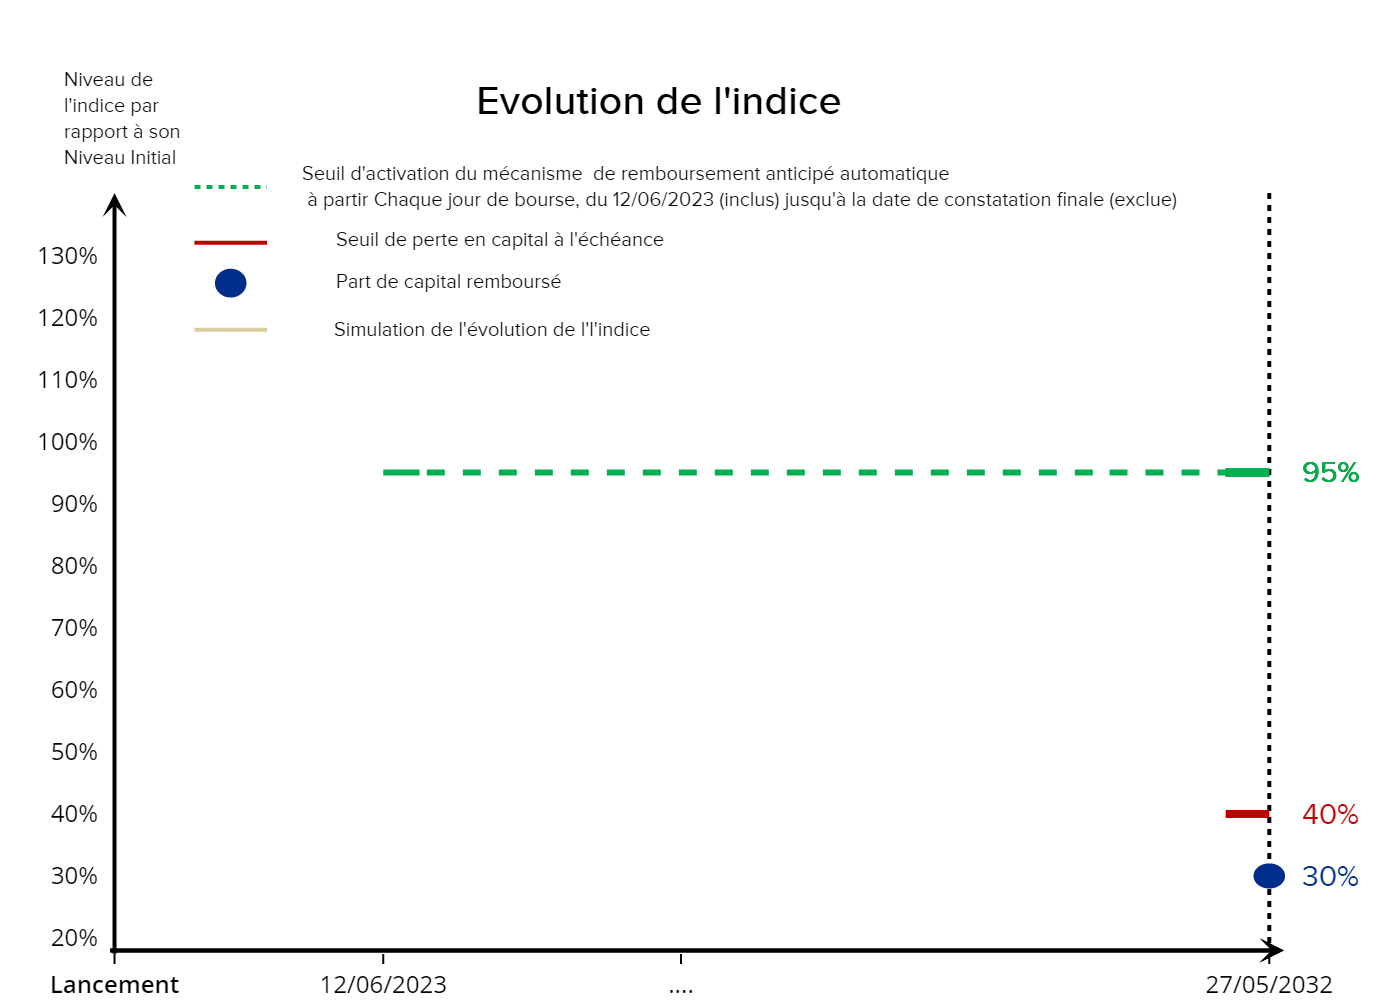 Niveau de
l'indice par
rapport à son
Niveau Initial
Evolution de l'indice
Seuil d'activation du mécanisme  de remboursement anticipé automatique
à partir Chaque jour de bourse, du 12/06/2023 (inclus) jusqu'à la date de constatation finale (exclue)
Seuil de perte en capital à l'échéance
Part de capital remboursé
Simulation de l'évolution de l'l'indice
130%
120%
110%
100%
90%
80%
70%
60%
50%
40%
30%
20%
95%
40%
30%
Lancement
12/06/2023
....
27/05/2032